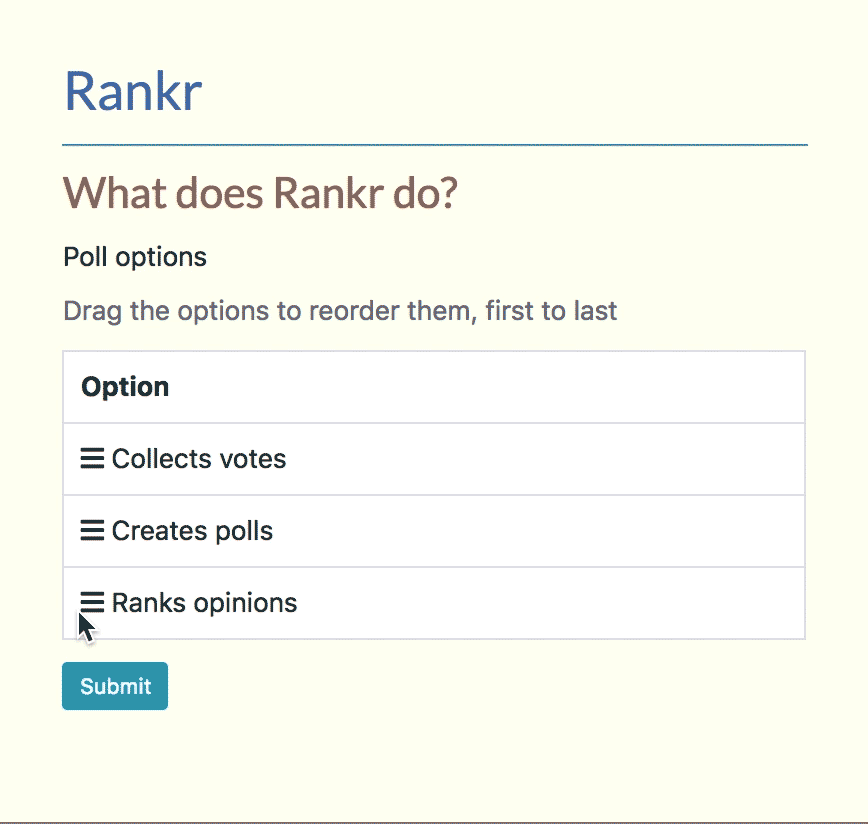 Rankr
What does Rankr do?
Poll options
Drag the options to reorder them, first to last
Option
Collects votes
Creates polls
Ranks opinions
Submit